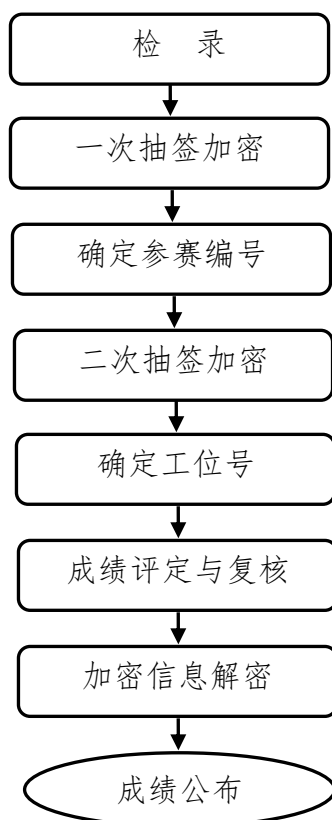 检 录
一次抽签加密
确定参赛编号
二次抽签加密
确定工位号
成绩评定与复核
加密信息解密
成绩公布